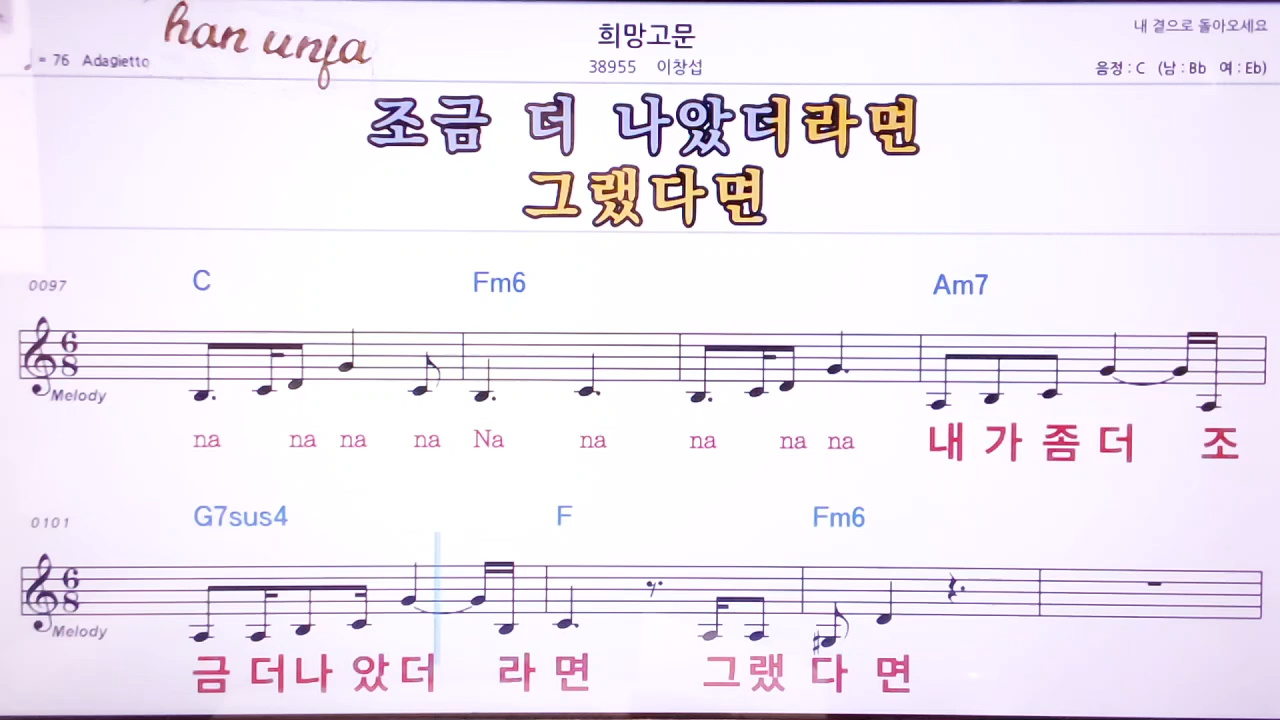 han unfa
희망고문
내 곁으로 돌아오세요
♩ = 76 Adagietto
38955 이창섭
음정 : C (남 : Bb 여 : Eb)
조금 더 나았더라면
그랬다면
0097 C Fm6 Am7
6 8
Melody
na na na na Na na na na na 내 가 좀 더 조
0101 G7sus4 F Fm6
6 8
Melody
금 더 나 았 더 라 면 그 랬 다 면